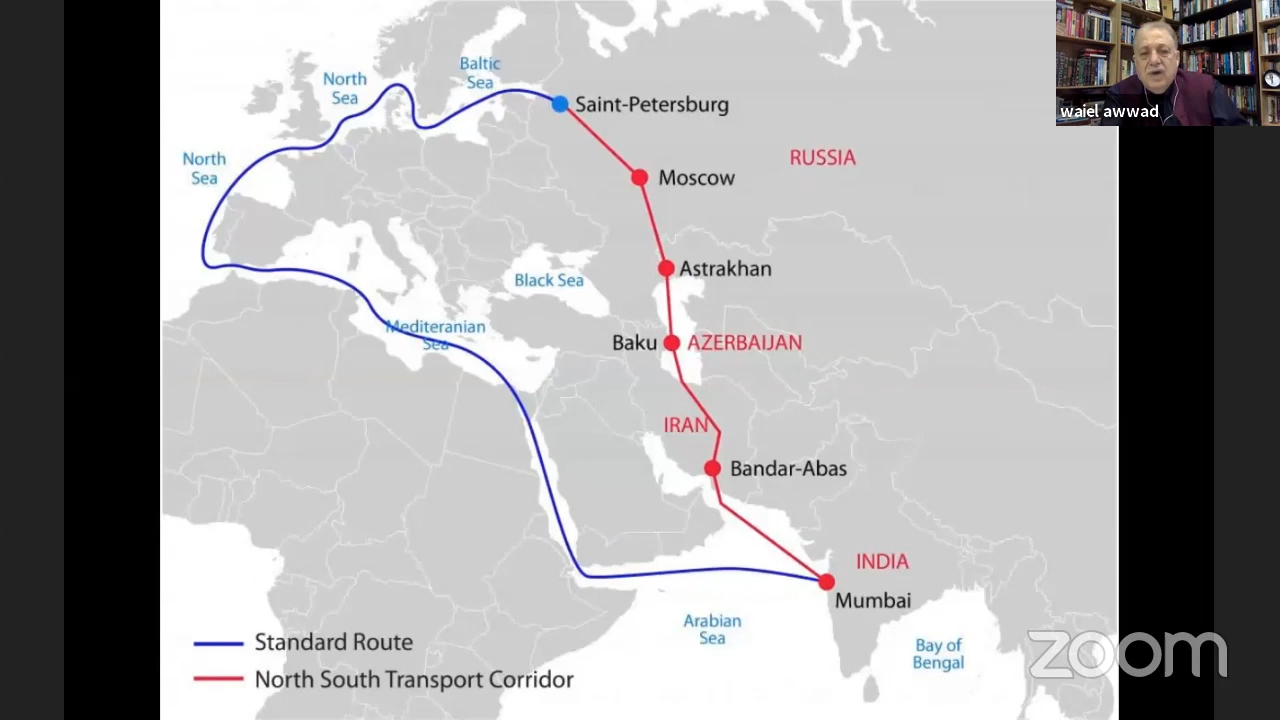 waiel awwad
Baltic
Sea
North
Sea
Saint-Petersburg
North
Sea
RUSSIA
Moscow
Astrakhan
Black Sea
Mediteranian
Sea
Baku
AZERBAIJAN
IRAN
Bandar-Abas
INDIA
Mumbai
Arabian
Sea
Bay of
Bengal
Standard Route
North South Transport Corridor
zoom